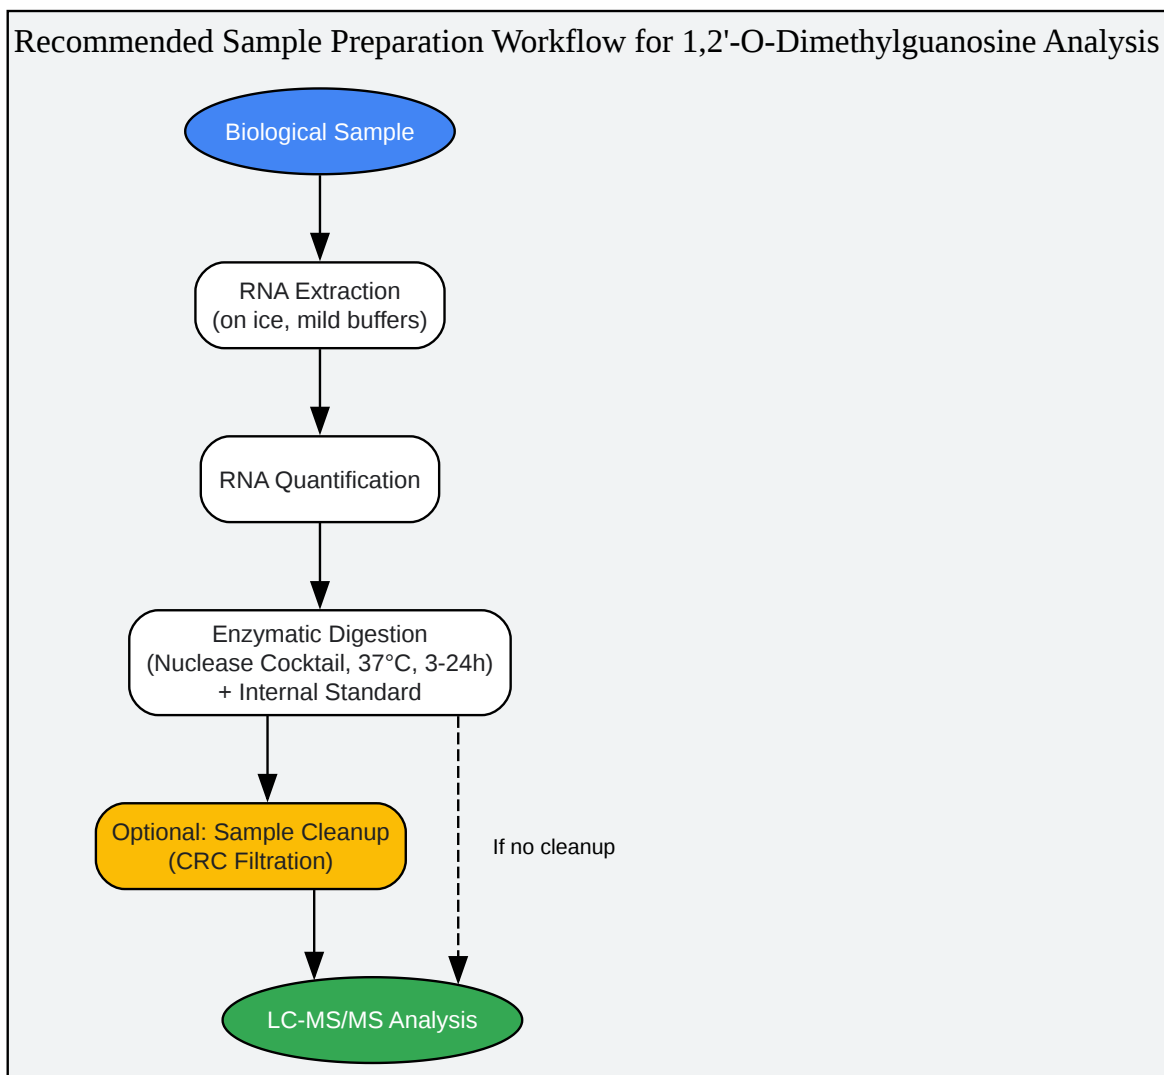 Recommended Sample Preparation Workflow for 1,2'-O-Dimethylguanosine Analysis
Biological Sample
RNA Extraction
(on ice, mild buffers)
RNA Quantification
Enzymatic Digestion
(Nuclease Cocktail, 37°C, 3-24h)
+ Internal Standard
Optional: Sample Cleanup
(CRC Filtration)
If no cleanup
LC-MS/MS Analysis